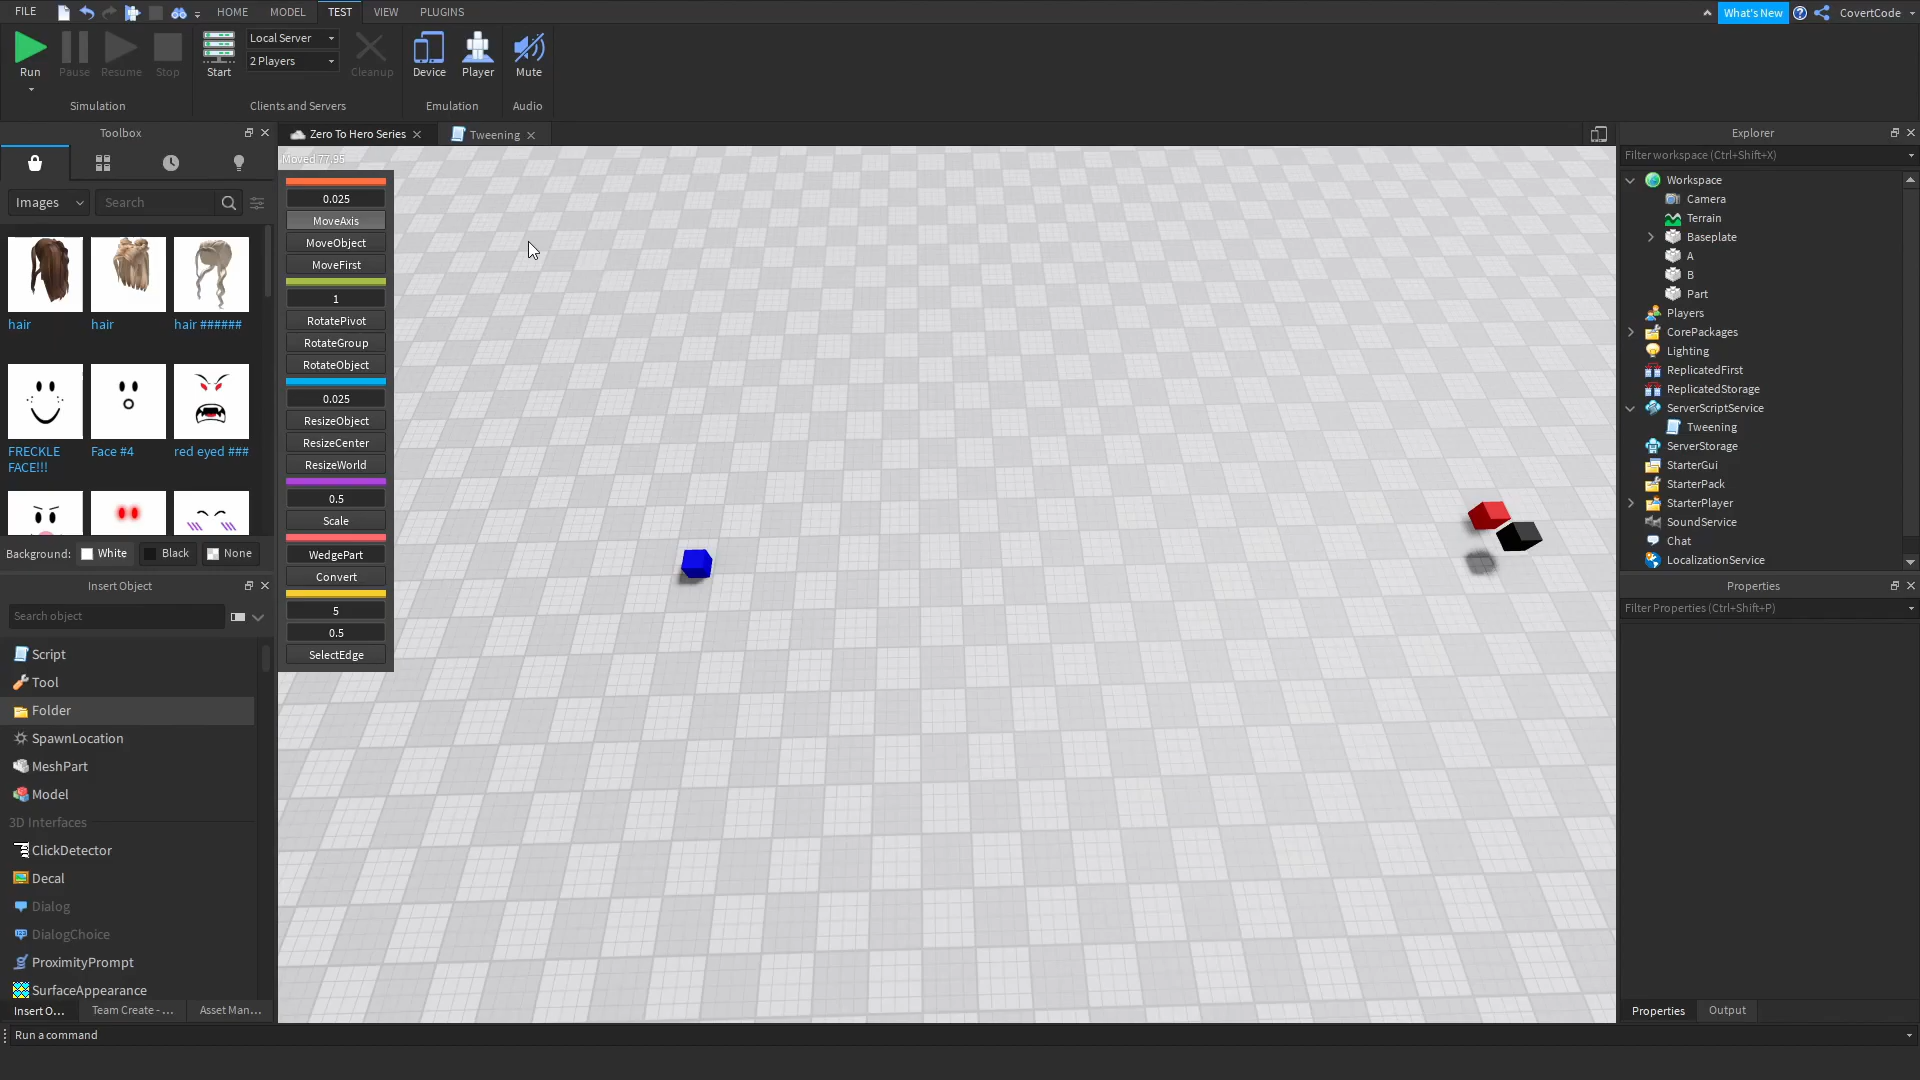 FILE
HOME
MODEL
TEST
VIEW
PLUGINS
What's New
CovertCode
Run
Pause
Resume
Stop
Simulation
Start
Local Server
2 Players
Cleanup
Clients and Servers
Device
Player
Emulation
Mute
Audio
Toolbox
Images
Search
hair
hair
hair ######
FRECKLE
FACE!!!
Face #4
red eyed ###
Background:
White
Black
None
Insert Object
Search object
Script
Tool
Folder
SpawnLocation
MeshPart
Model
3D Interfaces
ClickDetector
Decal
Dialog
DialogChoice
ProximityPrompt
SurfaceAppearance
Insert O...
Team Create - ...
Asset Man...
Run a command
Zero To Hero Series
Tweening
Moved 77.95
0.025
MoveAxis
MoveObject
MoveFirst
1
RotatePivot
RotateGroup
RotateObject
0.025
ResizeObject
ResizeCenter
ResizeWorld
0.5
Scale
WedgePart
Convert
5
0.5
SelectEdge
Explorer
Filter workspace (Ctrl+Shift+X)
Workspace
Camera
Terrain
Baseplate
A
B
Part
Players
CorePackages
Lighting
ReplicatedFirst
ReplicatedStorage
ServerScriptService
Tweening
ServerStorage
StarterGui
StarterPack
StarterPlayer
SoundService
Chat
LocalizationService
Properties
Filter Properties (Ctrl+Shift+P)
Properties
Output